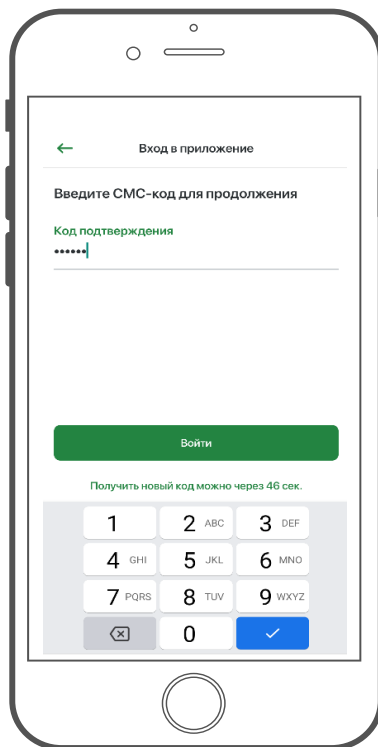 Вход в приложение
Введите СМС-код для продолжения
Код подтверждения
••••••
Войти
Получить новый код можно через 46 сек.
1 2 ABC 3 DEF
4 GHI 5 JKL 6 MNO
7 PQRS 8 TUV 9 WXYZ
0